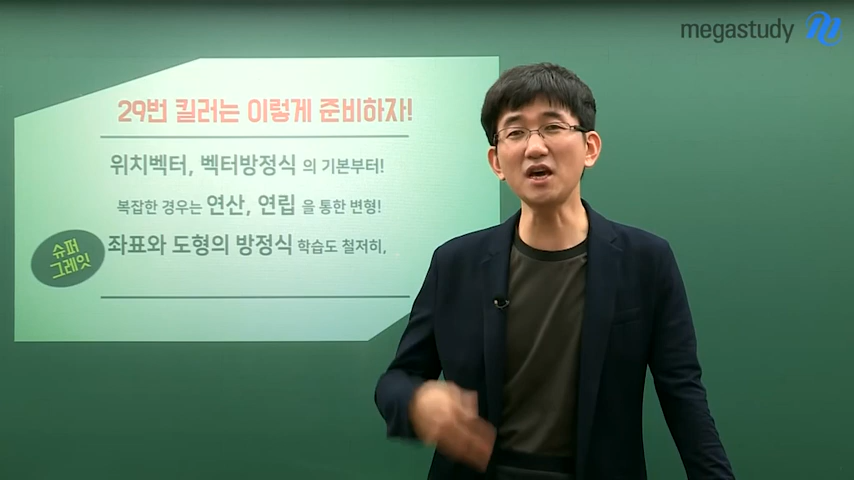 megastudy
29번 킬러는 이렇게 준비하자!
위치벡터, 벡터방정식 의 기본부터!
복잡한 경우는 연산, 연립 을 통한 변형!
슈퍼
그레잇
좌표와 도형의 방정식 학습도 철저히,